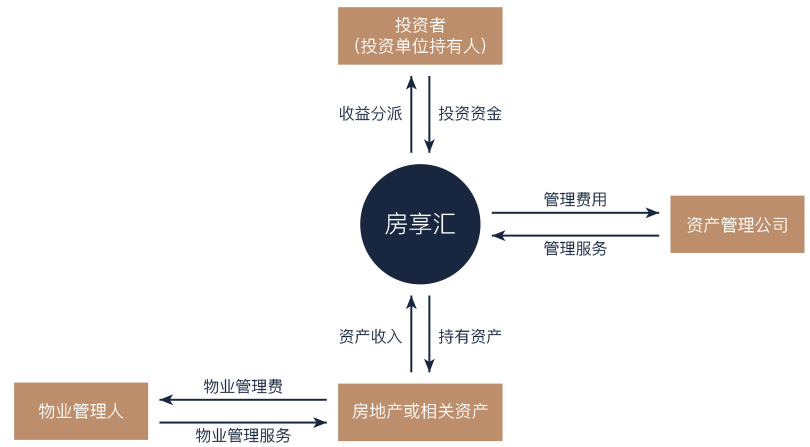 投资者
(投资单位持有人)
收益分派
投资资金
房享汇
管理费用
管理服务
资产管理公司
资产收入
持有资产
物业管理人
物业管理费
物业管理服务
房地产或相关资产